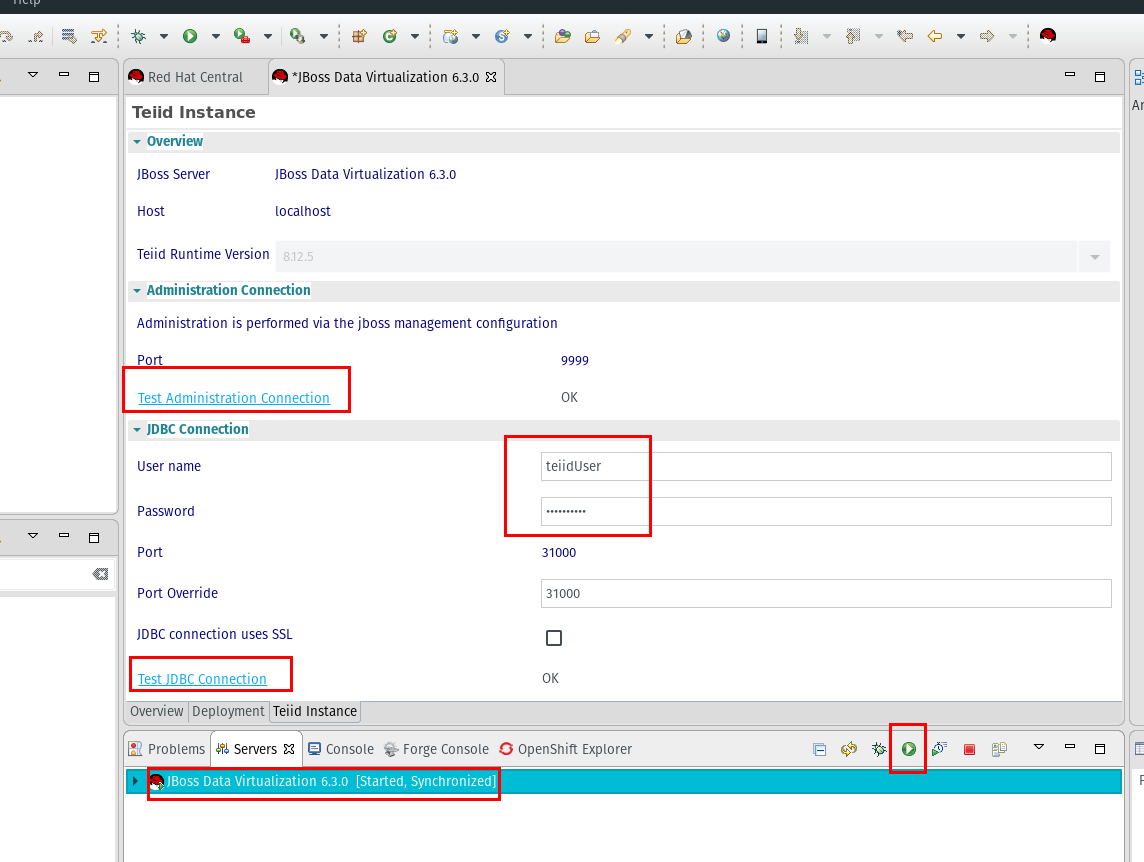 Help
Red Hat Central
*JBoss Data Virtualization 6.3.0
Teiid Instance
Overview
JBoss Server JBoss Data Virtualization 6.3.0
Host localhost
Teiid Runtime Version 8.12.5
Administration Connection
Administration is performed via the jboss management configuration
Port 9999
Test Administration Connection OK
JDBC Connection
User name teiidUser
Password ••••••••••
Port 31000
Port Override 31000
JDBC connection uses SSL
Test JDBC Connection OK
Overview Deployment Teiid Instance
Problems Servers Console Forge Console OpenShift Explorer
JBoss Data Virtualization 6.3.0 [Started, Synchronized]